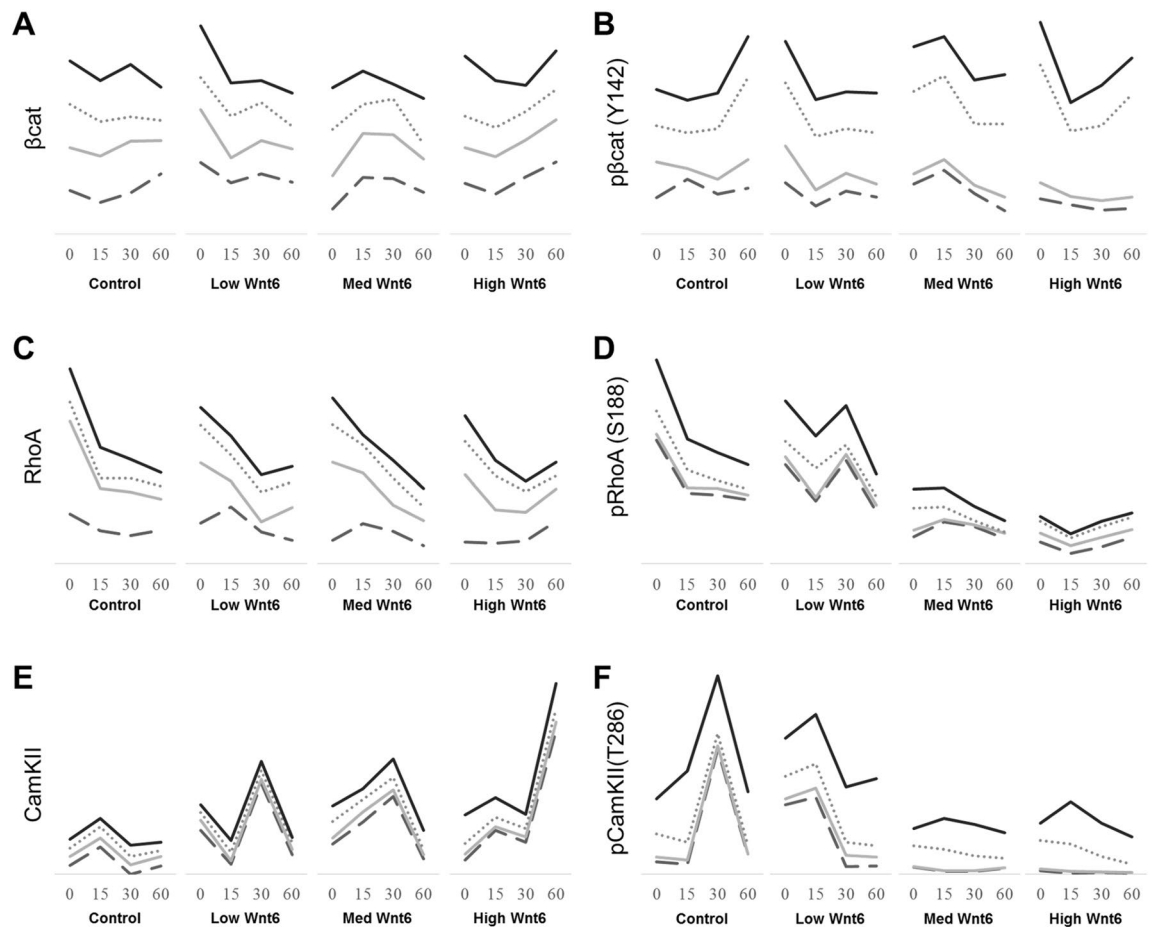 A
B
βcat
pβcat (Y142)
0 15 30 60 0 15 30 60 0 15 30 60 0 15 30 60
Control Low Wnt6 Med Wnt6 High Wnt6
0 15 30 60 0 15 30 60 0 15 30 60 0 15 30 60
Control Low Wnt6 Med Wnt6 High Wnt6
C
D
RhoA
pRhoA (S188)
0 15 30 60 0 15 30 60 0 15 30 60 0 15 30 60
Control Low Wnt6 Med Wnt6 High Wnt6
0 15 30 60 0 15 30 60 0 15 30 60 0 15 30 60
Control Low Wnt6 Med Wnt6 High Wnt6
E
F
CamKII
pCamKII(T286)
0 15 30 60 0 15 30 60 0 15 30 60 0 15 30 60
Control Low Wnt6 Med Wnt6 High Wnt6
0 15 30 60 0 15 30 60 0 15 30 60 0 15 30 60
Control Low Wnt6 Med Wnt6 High Wnt6